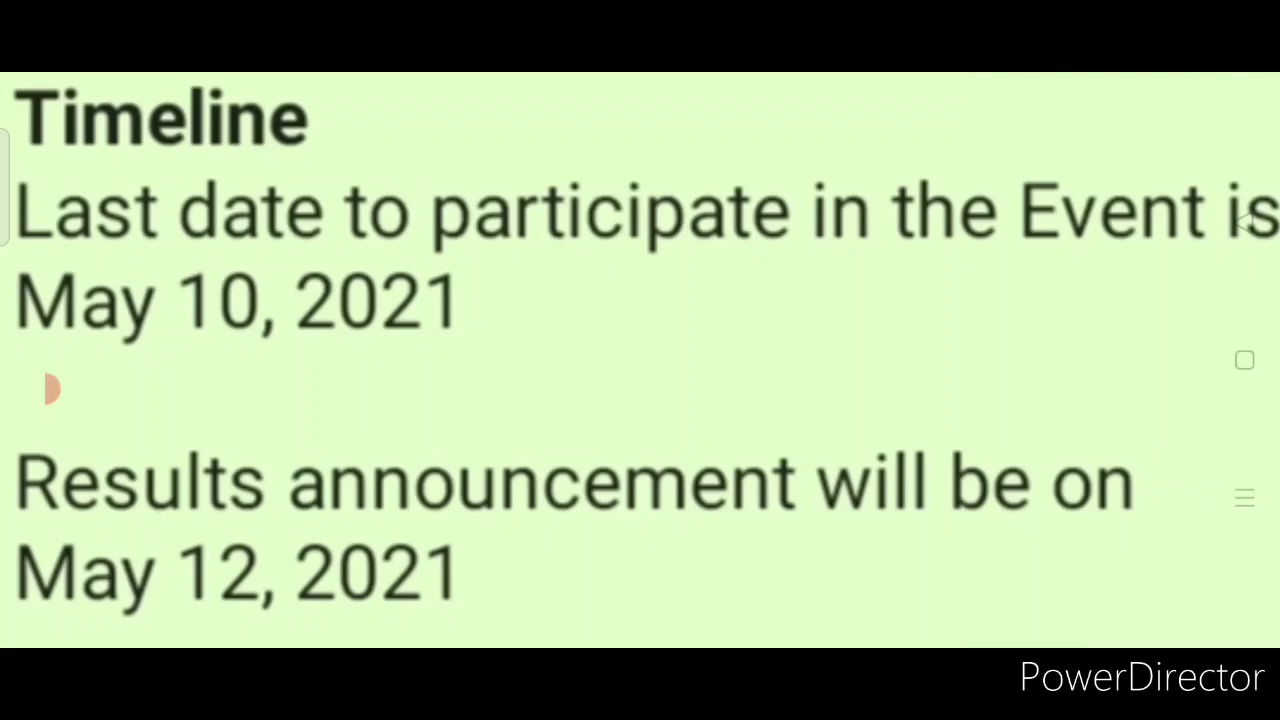 Timeline
Last date to participate in the Event is
May 10, 2021
Results announcement will be on
May 12, 2021
PowerDirector